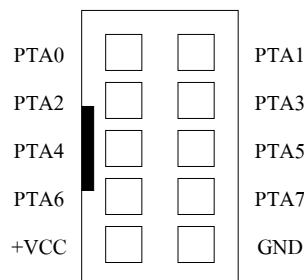 PTA0 PTA1
PTA2 PTA3
PTA4 PTA5
PTA6 PTA7
+VCC GND